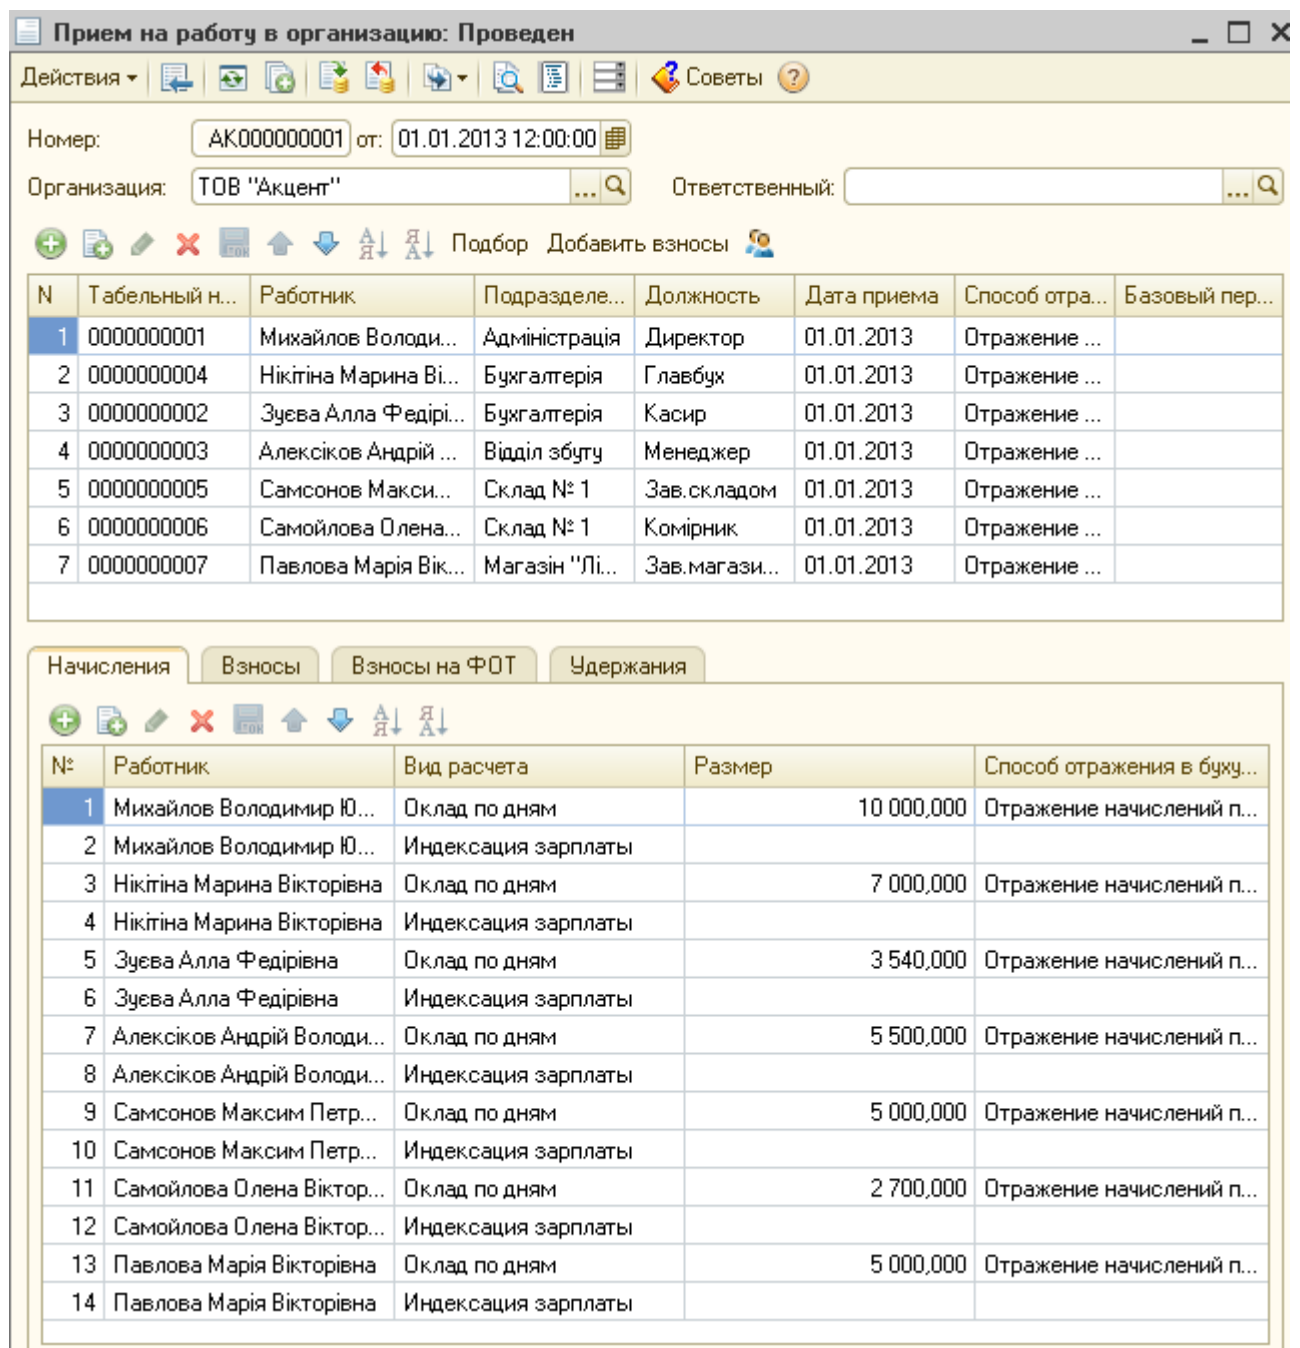 Прием на работу в организацию: Проведен
Действия Советы
Номер: АК000000001 от: 01.01.2013 12:00:00
Организация: ТОВ "Акцент" ... Ответственный: ...
Подбор Добавить взносы
N Табельный н... Работник Подразделе... Должность Дата приема Способ отра... Базовый пер...
1 0000000001 Михайлов Володи... Адміністрація Директор 01.01.2013 Отражение ...
2 0000000004 Нікітіна Марина Ві... Бухгалтерія Главбух 01.01.2013 Отражение ...
3 0000000002 Зуєва Алла Федірі... Бухгалтерія Касир 01.01.2013 Отражение ...
4 0000000003 Алексіков Андрій ... Відділ збуту Менеджер 01.01.2013 Отражение ...
5 0000000005 Самсонов Макси... Склад № 1 Зав.складом 01.01.2013 Отражение ...
6 0000000006 Самойлова Олена... Склад № 1 Комірник 01.01.2013 Отражение ...
7 0000000007 Павлова Марія Вік... Магазін "Лі... Зав.магази... 01.01.2013 Отражение ...
Начисления Взносы Взносы на ФОТ Удержания
№ Работник Вид расчета Размер Способ отражения в буху...
1 Михайлов Володимир Ю... Оклад по дням 10 000,000 Отражение начислений п...
2 Михайлов Володимир Ю... Индексация зарплаты
3 Нікітіна Марина Вікторівна Оклад по дням 7 000,000 Отражение начислений п...
4 Нікітіна Марина Вікторівна Индексация зарплаты
5 Зуєва Алла Федірівна Оклад по дням 3 540,000 Отражение начислений п...
6 Зуєва Алла Федірівна Индексация зарплаты
7 Алексіков Андрій Володи... Оклад по дням 5 500,000 Отражение начислений п...
8 Алексіков Андрій Володи... Индексация зарплаты
9 Самсонов Максим Петр... Оклад по дням 5 000,000 Отражение начислений п...
10 Самсонов Максим Петр... Индексация зарплаты
11 Самойлова Олена Віктор... Оклад по дням 2 700,000 Отражение начислений п...
12 Самойлова Олена Віктор... Индексация зарплаты
13 Павлова Марія Вікторівна Оклад по дням 5 000,000 Отражение начислений п...
14 Павлова Марія Вікторівна Индексация зарплаты